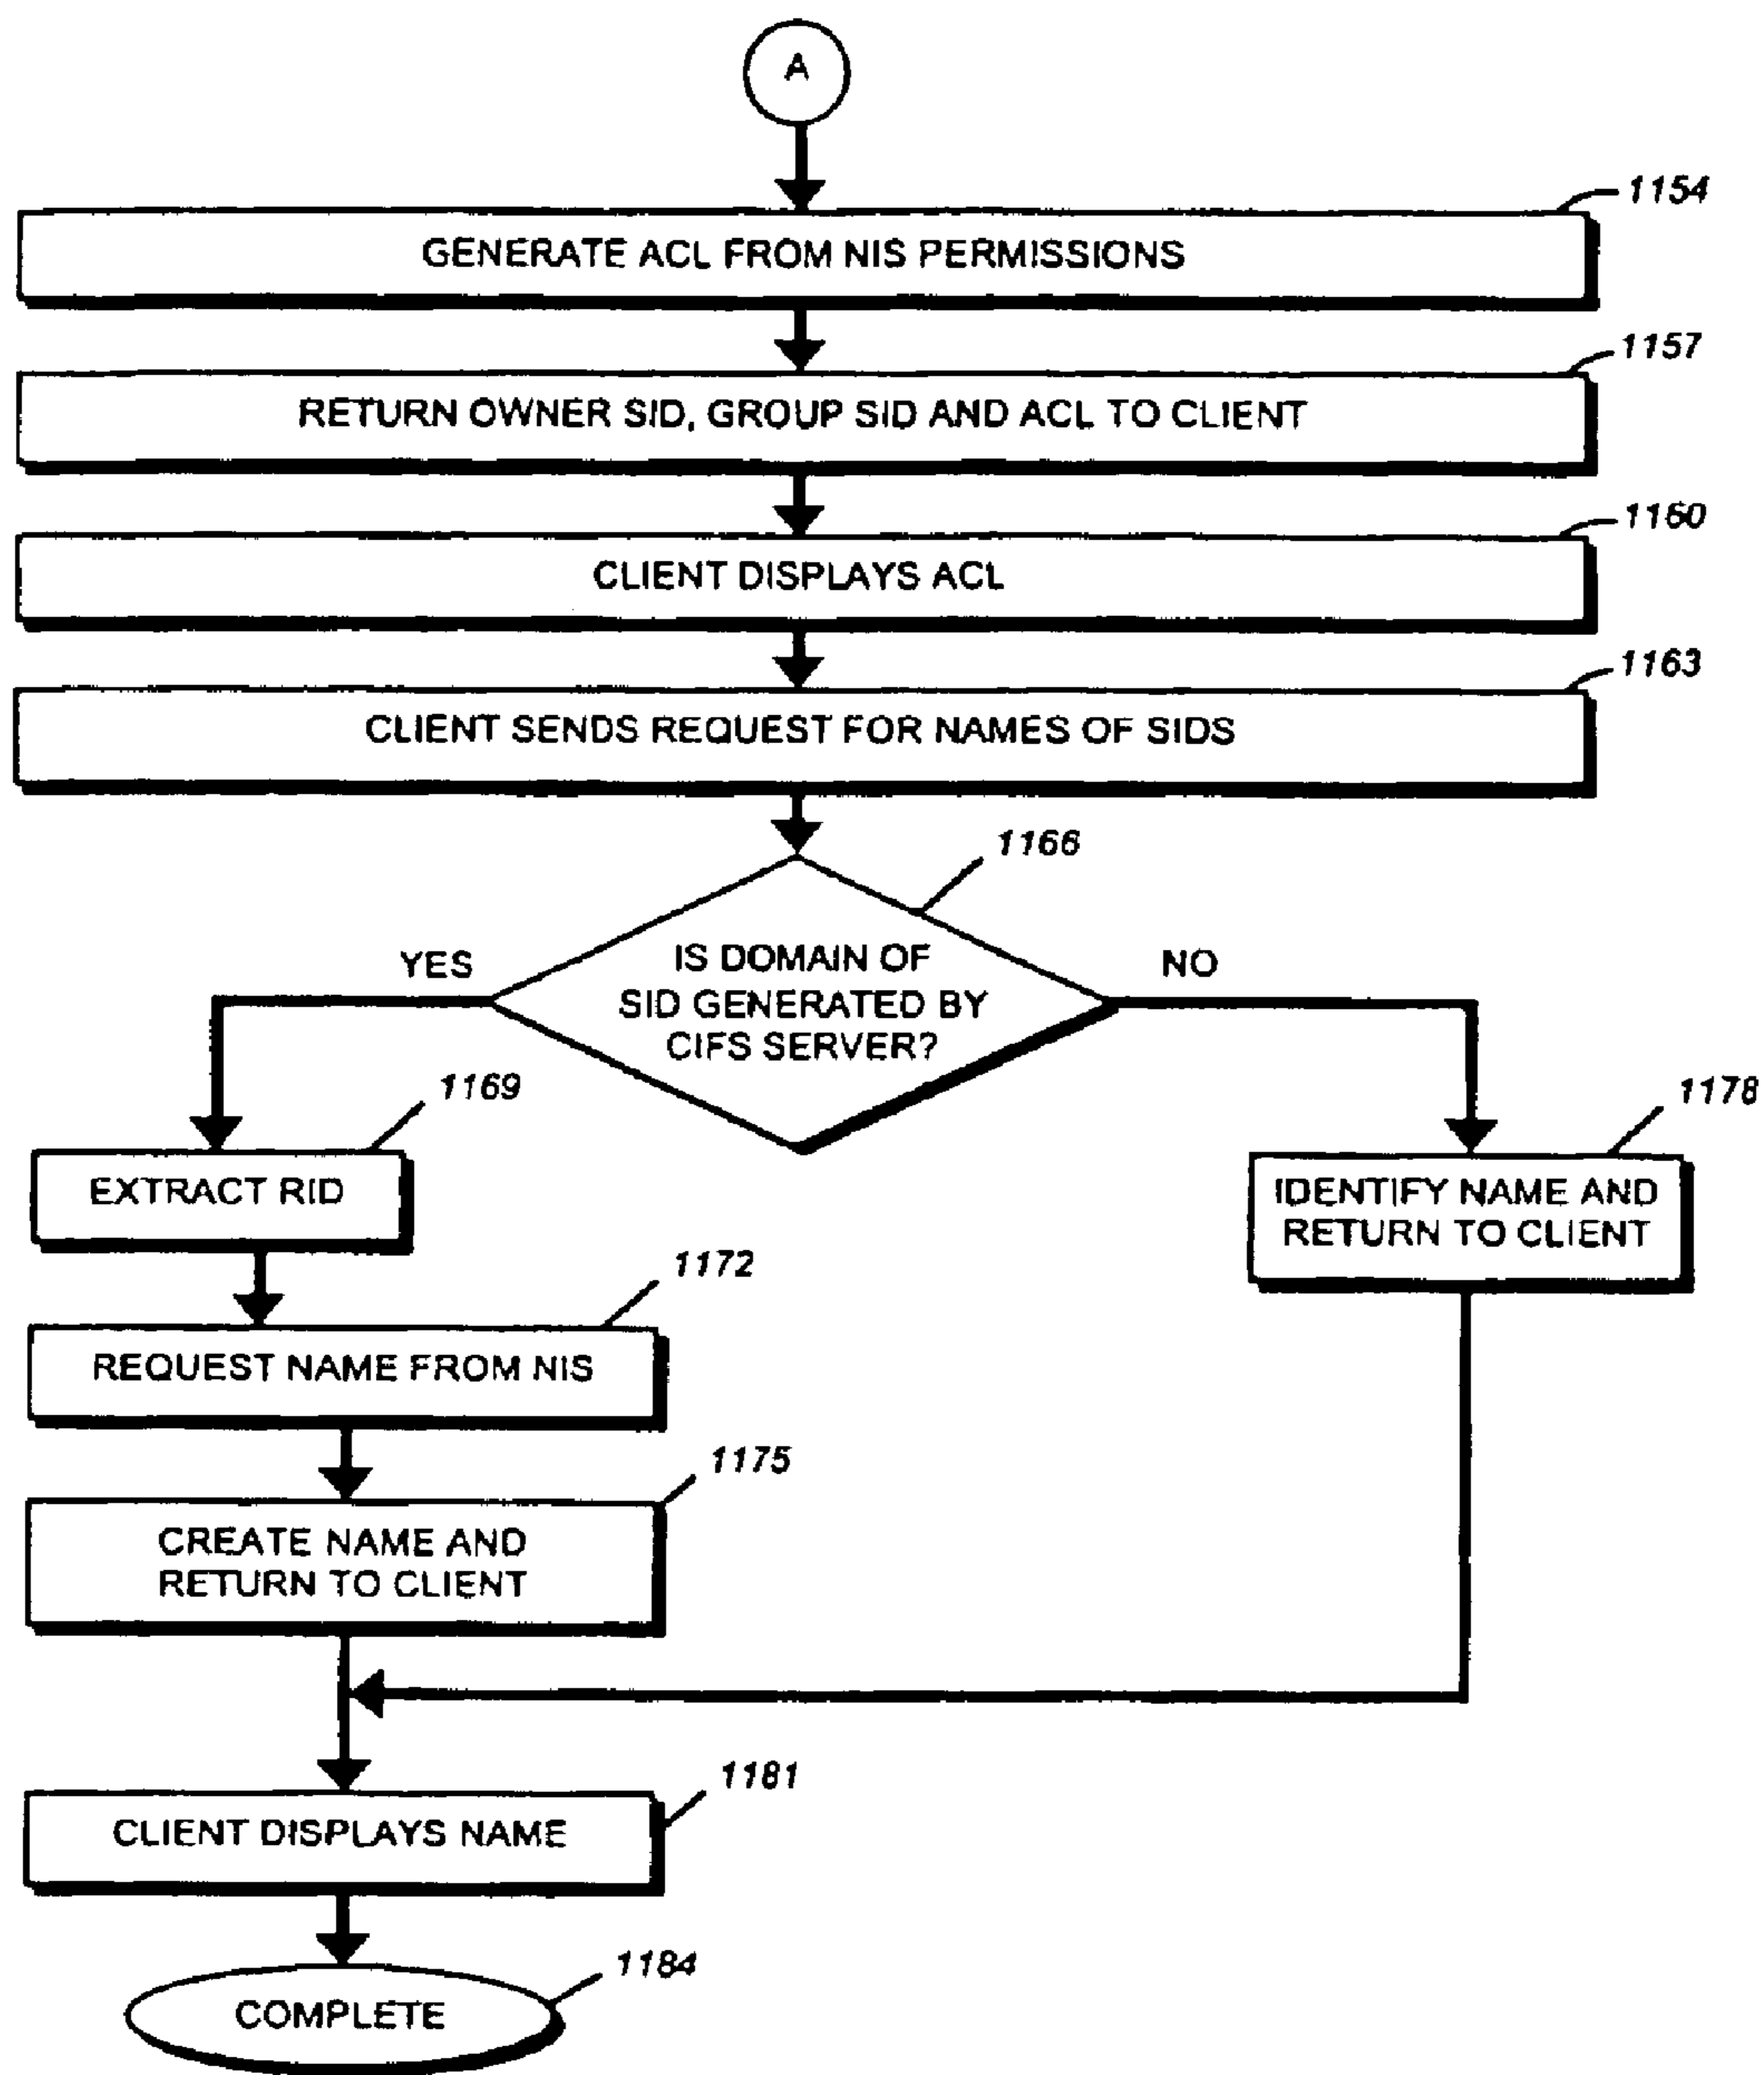 A
1154
GENERATE ACL FROM NIS PERMISSIONS
1157
RETURN OWNER SID, GROUP SID AND ACL TO CLIENT
1160
CLIENT DISPLAYS ACL
1163
CLIENT SENDS REQUEST FOR NAMES OF SIDS
1166
YES
IS DOMAIN OF
SID GENERATED BY
CIFS SERVER?
NO
1169
EXTRACT RID
1178
IDENTIFY NAME AND
RETURN TO CLIENT
1172
REQUEST NAME FROM NIS
1175
CREATE NAME AND
RETURN TO CLIENT
1181
CLIENT DISPLAYS NAME
1184
COMPLETE